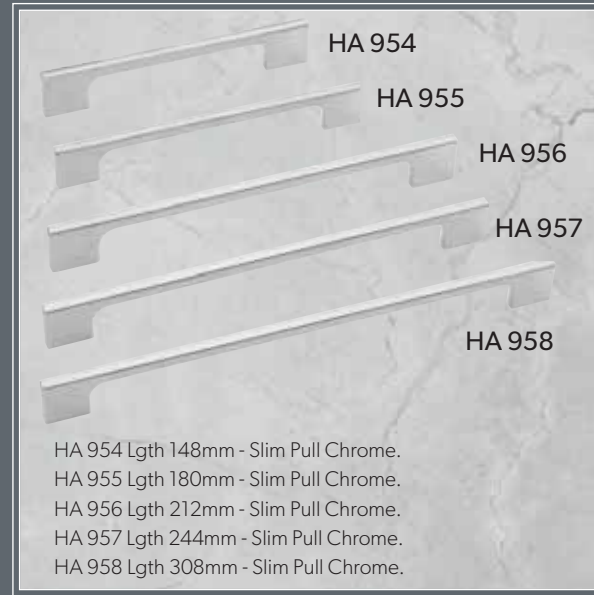 HA 954
HA 955
HA 956
HA 957
HA 958
HA 954 Lgth 148mm - Slim Pull Chrome.
HA 955 Lgth 180mm - Slim Pull Chrome.
HA 956 Lgth 212mm - Slim Pull Chrome.
HA 957 Lgth 244mm - Slim Pull Chrome.
HA 958 Lgth 308mm - Slim Pull Chrome.